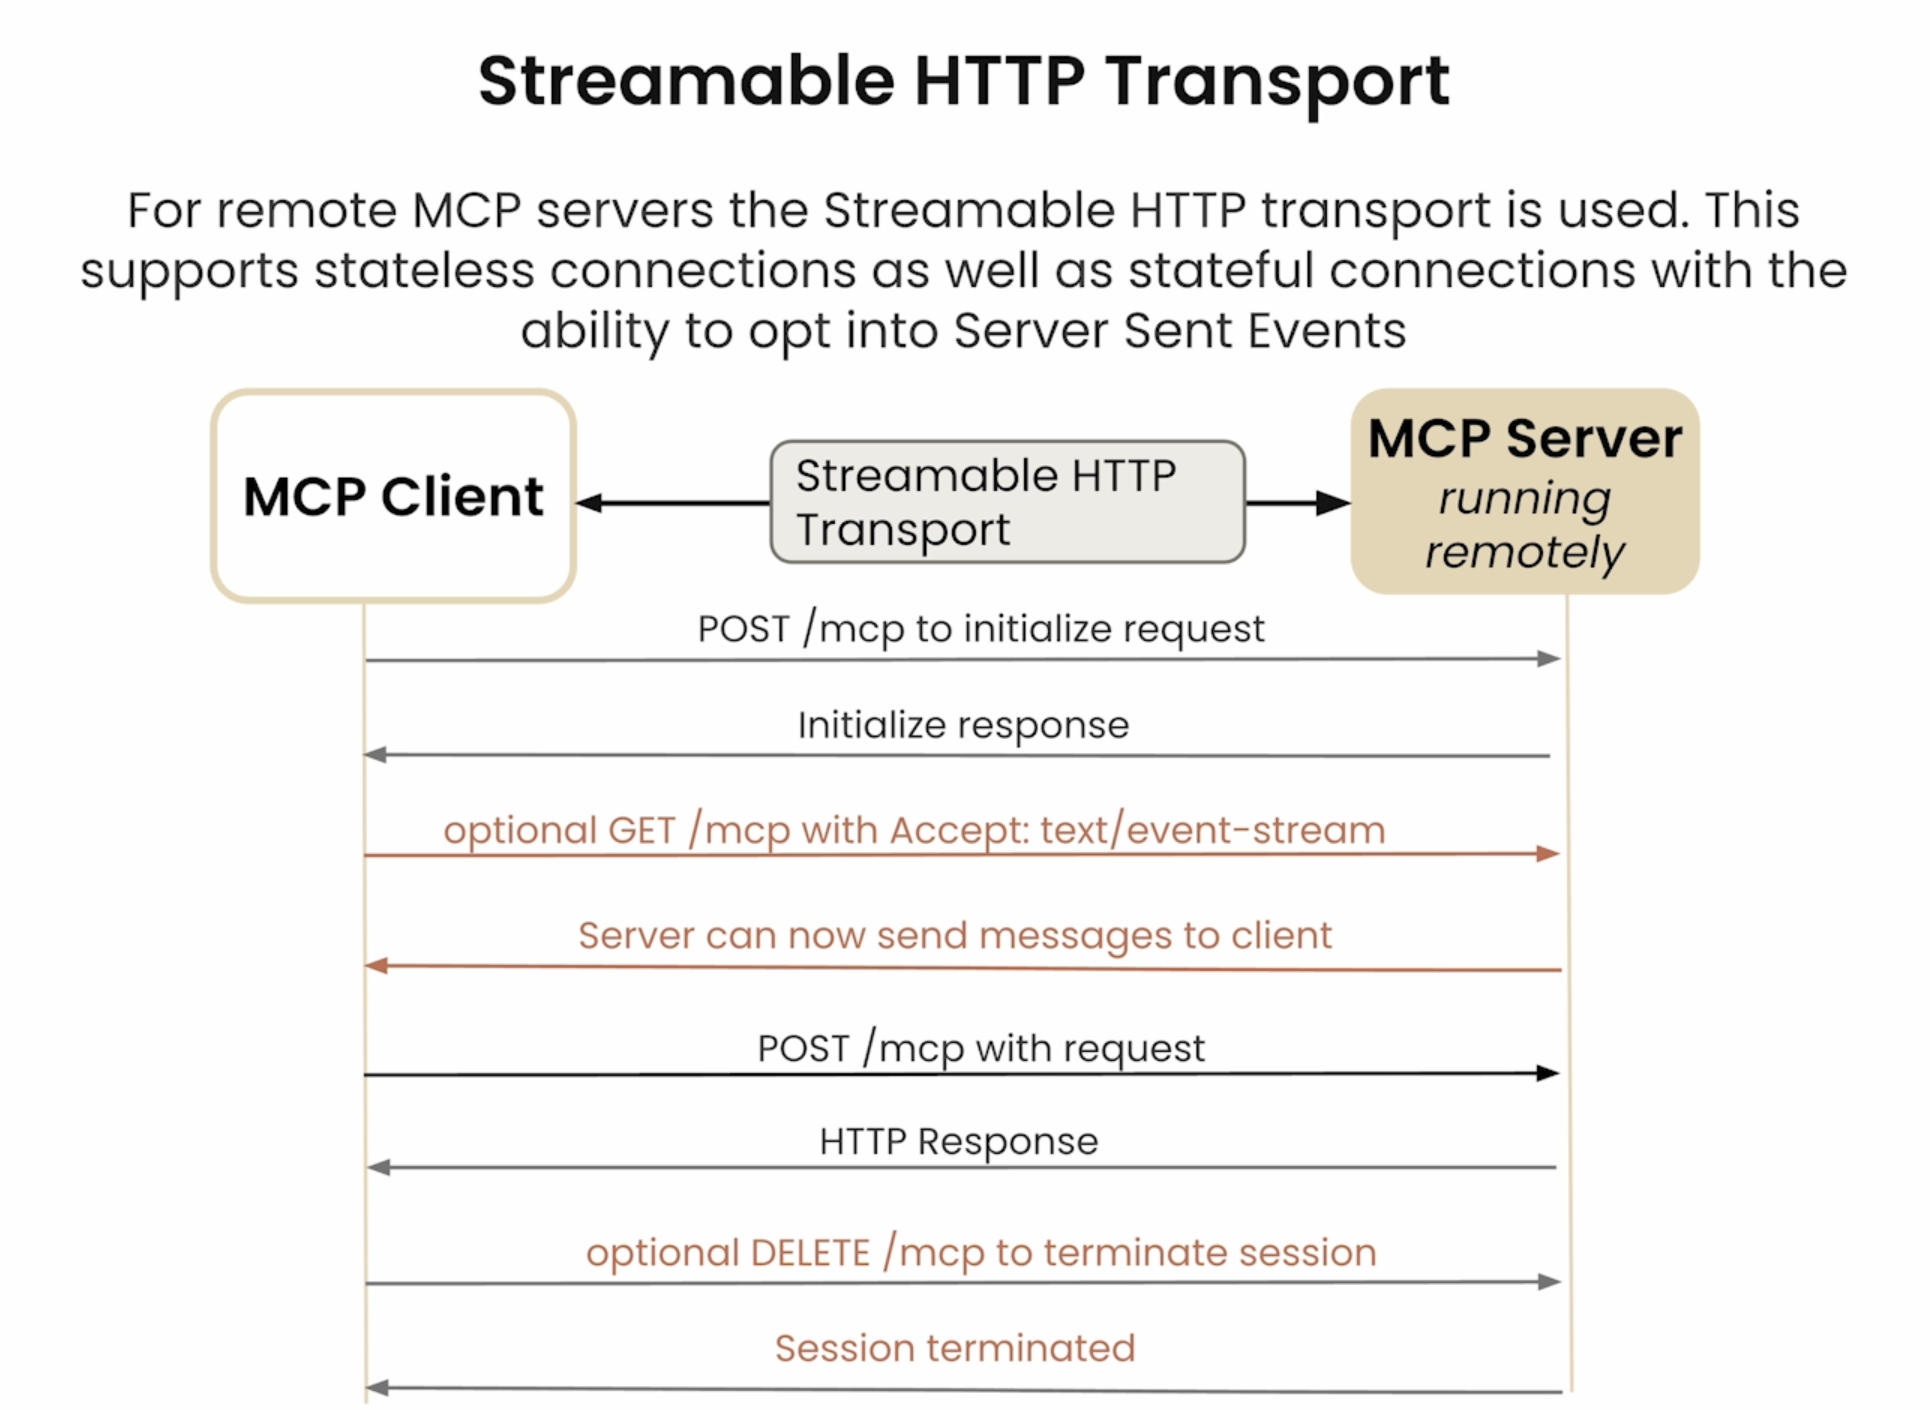 Streamable HTTP Transport
For remote MCP servers the Streamable HTTP transport is used. This
supports stateless connections as well as stateful connections with the
ability to opt into Server Sent Events
MCP Client
Streamable HTTP
Transport
MCP Server
running
remotely
POST /mcp to initialize request
Initialize response
optional GET /mcp with Accept: text/event-stream
Server can now send messages to client
POST /mcp with request
HTTP Response
optional DELETE /mcp to terminate session
Session terminated